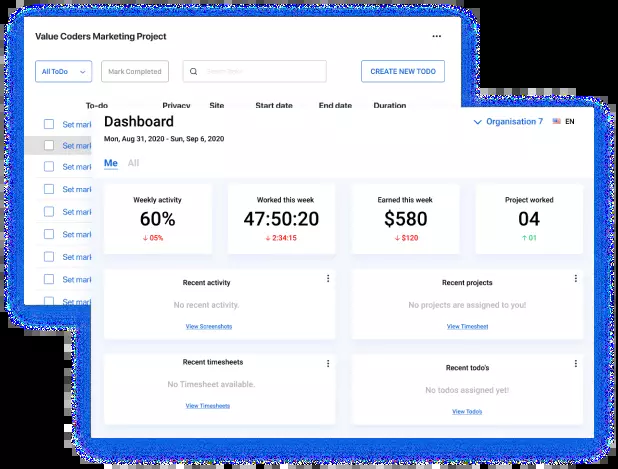 Value Coders Marketing Project
All ToDo
Mark Completed
CREATE NEW TODO
To-do Privacy Site Start date End date Duration
Set mark
Set mark
Set mark
Set mark
Set mark
Set mark
Set mark
Set mark
Set mark
Dashboard
Organisation 7
EN
Mon, Aug 31, 2020 - Sun, Sep 6, 2020
Me All
Weekly activity
60%
↓ 05%
Worked this week
47:50:20
↓ 2:34:15
Earned this week
$580
↓ $120
Project worked
04
↑ 01
Recent activity
No recent activity.
View Screenshots
Recent projects
No projects are assigned to you!
View Timesheet
Recent timesheets
No Timesheet available.
View Timesheets
Recent todo's
No todos assigned yet!
View Todo's